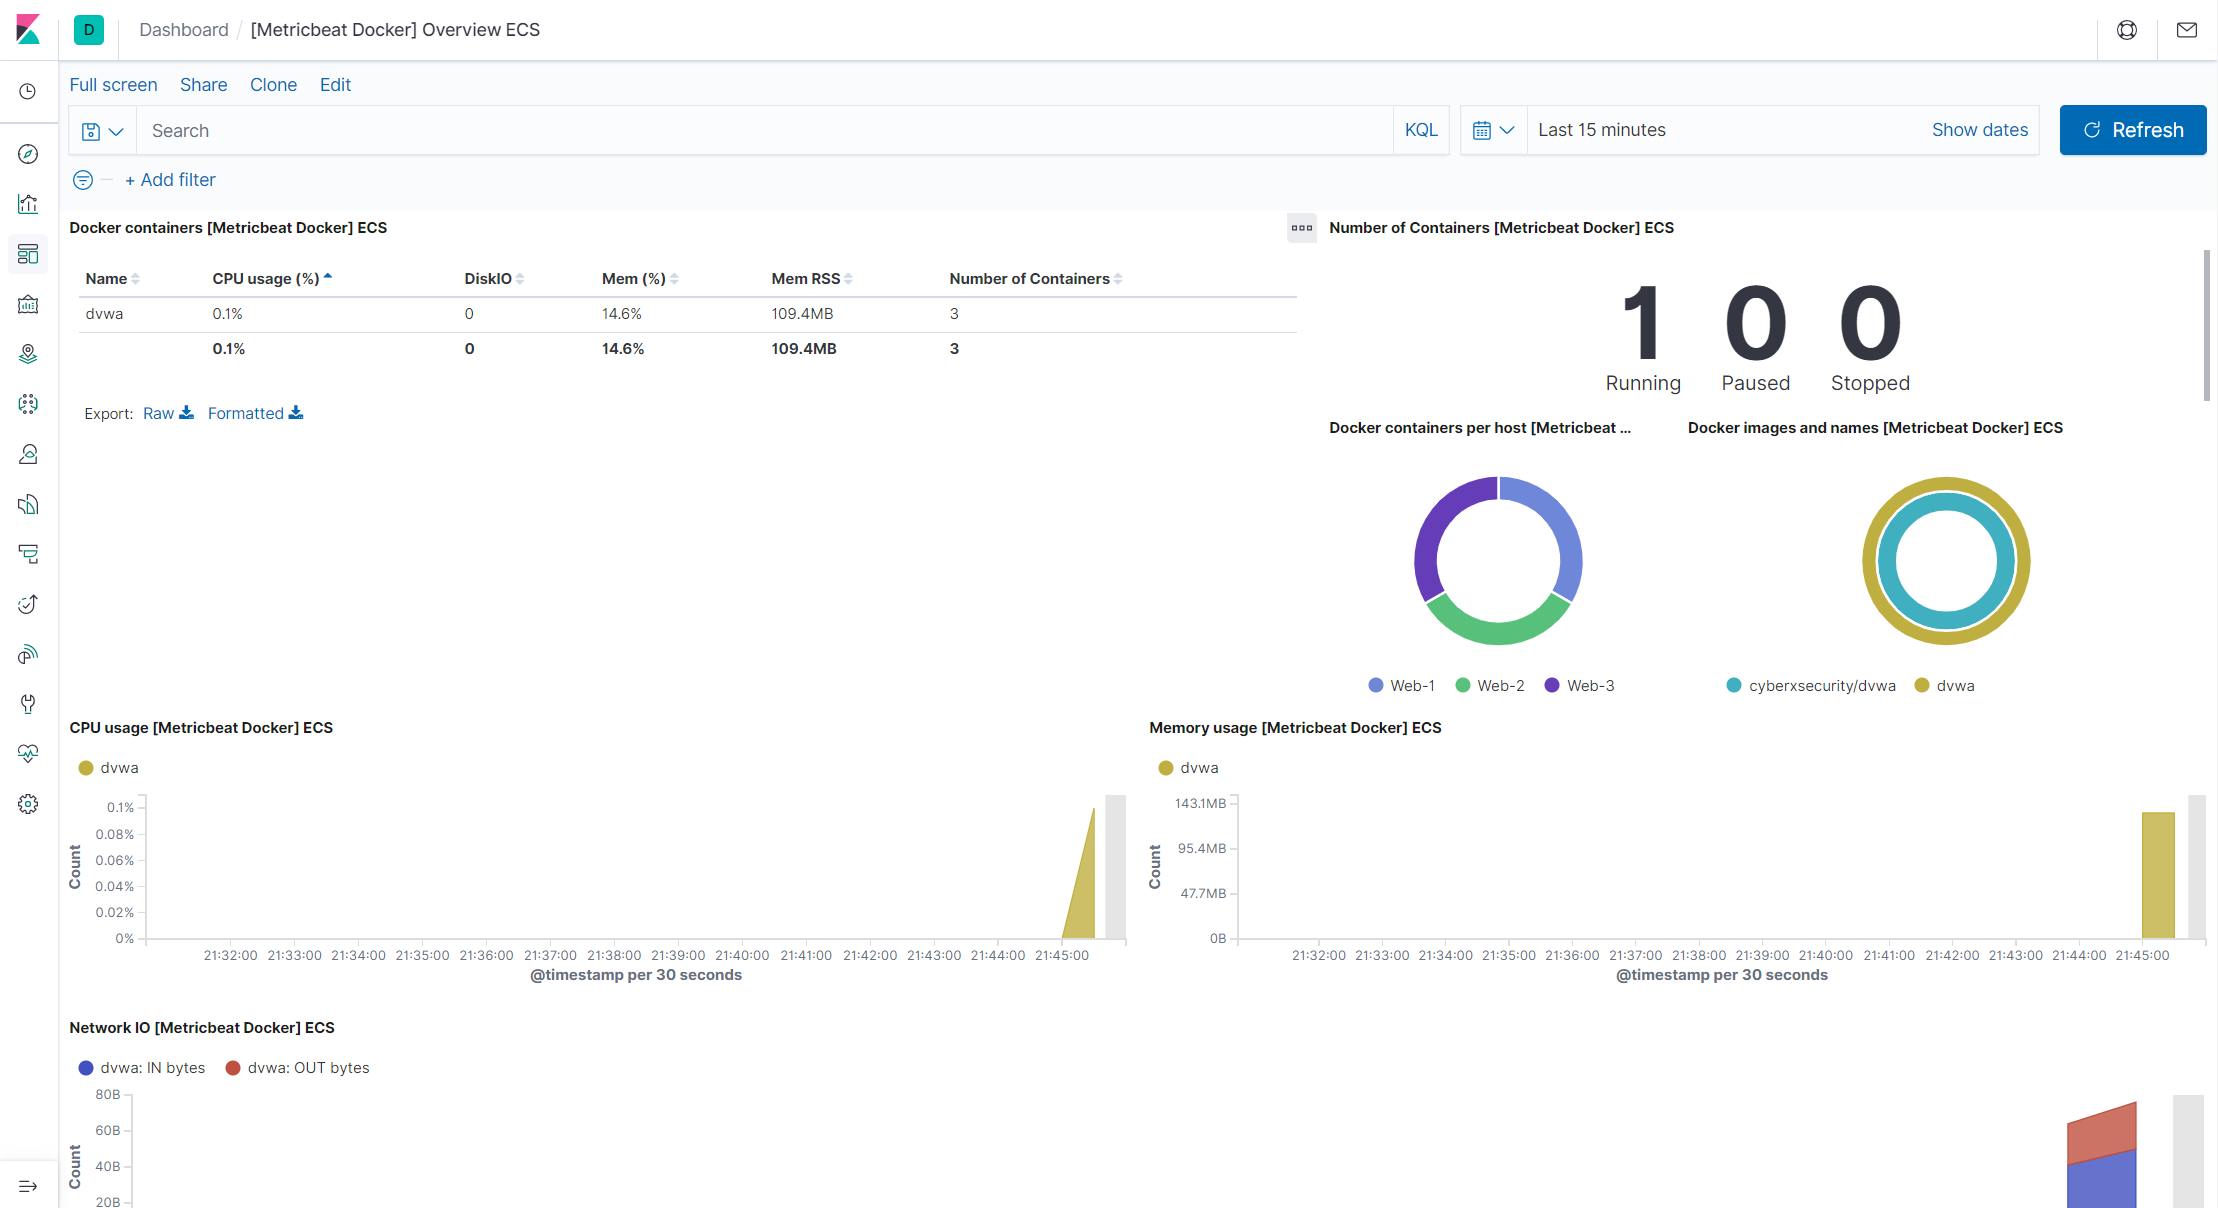 D Dashboard / [Metricbeat Docker] Overview ECS
Full screen Share Clone Edit
Search KQL Last 15 minutes Show dates Refresh
+ Add filter
Docker containers [Metricbeat Docker] ECS
Name CPU usage (%) DiskIO Mem (%) Mem RSS Number of Containers
dvwa 0.1% 0 14.6% 109.4MB 3
0.1% 0 14.6% 109.4MB 3
Export: Raw Formatted
Number of Containers [Metricbeat Docker] ECS
1 0 0
Running Paused Stopped
Docker containers per host [Metricbeat ...
Web-1 Web-2 Web-3
Docker images and names [Metricbeat Docker] ECS
cyberxsecurity/dvwa dvwa
CPU usage [Metricbeat Docker] ECS
dvwa
Count
0.1%
0.08%
0.06%
0.04%
0.02%
0%
21:32:00 21:33:00 21:34:00 21:35:00 21:36:00 21:37:00 21:38:00 21:39:00 21:40:00 21:41:00 21:42:00 21:43:00 21:44:00 21:45:00
@timestamp per 30 seconds
Memory usage [Metricbeat Docker] ECS
dvwa
Count
143.1MB
95.4MB
47.7MB
0B
21:32:00 21:33:00 21:34:00 21:35:00 21:36:00 21:37:00 21:38:00 21:39:00 21:40:00 21:41:00 21:42:00 21:43:00 21:44:00 21:45:00
@timestamp per 30 seconds
Network IO [Metricbeat Docker] ECS
dvwa: IN bytes dvwa: OUT bytes
Count
80B
60B
40B
20B